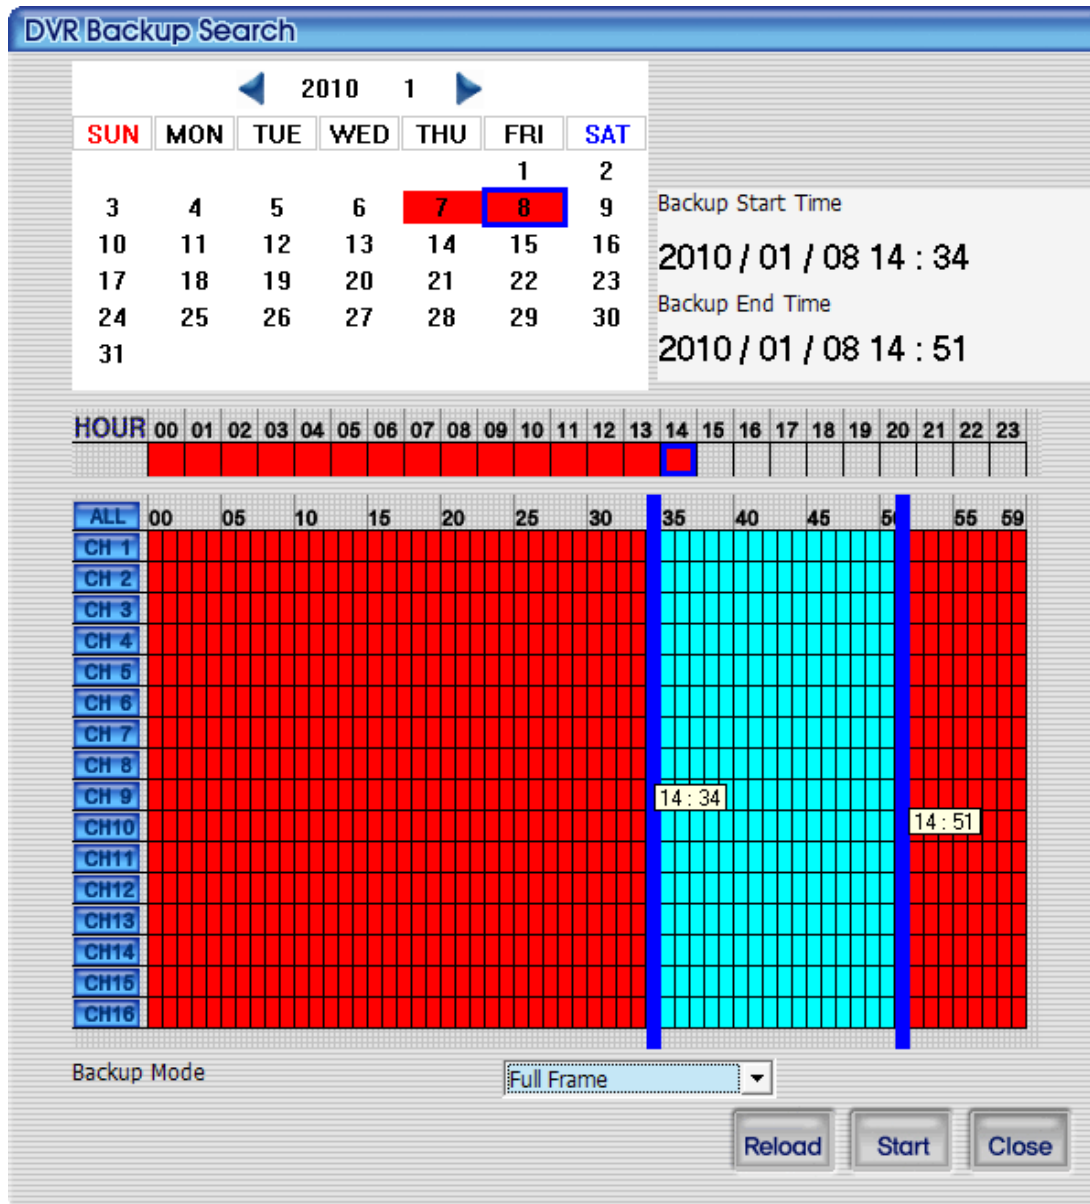 DVR Backup Search
2010 1
SUN MON TUE WED THU FRI SAT
1 2
3 4 5 6 7 8 9
10 11 12 13 14 15 16
17 18 19 20 21 22 23
24 25 26 27 28 29 30
31
Backup Start Time
2010 / 01 / 08 14 : 34
Backup End Time
2010 / 01 / 08 14 : 51
HOUR 00 01 02 03 04 05 06 07 08 09 10 11 12 13 14 15 16 17 18 19 20 21 22 23
ALL 00 05 10 15 20 25 30 35 40 45 50 55 59
CH 1
CH 2
CH 3
CH 4
CH 5
CH 6
CH 7
CH 8
CH 9
14 : 34
CH10
14 : 51
CH11
CH12
CH13
CH14
CH15
CH16
Backup Mode
Full Frame
Reload Start Close